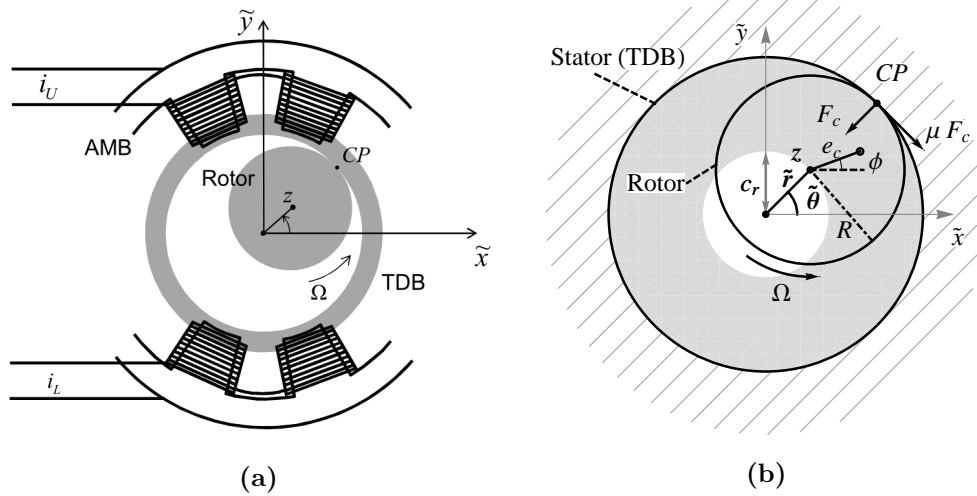 ỹ
i_U
AMB
Rotor
CP
z
x̃
Ω
TDB
i_L
(a)
ỹ
Stator (TDB)
CP
F_c
μ F_c
z
e_c
ϕ
Rotor
c_r
r̃
θ̃
R
x̃
Ω
(b)